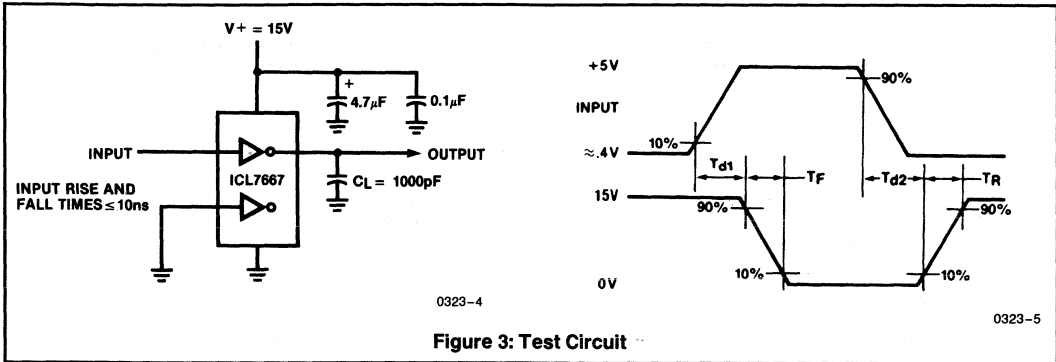 V+ = 15V
+
4.7µF
0.1µF
INPUT
OUTPUT
ICL7667
CL = 1000pF
INPUT RISE AND
FALL TIMES ≤ 10ns
0323-4
+5V
90%
INPUT
10%
≈.4V
Td1
TF
Td2
TR
15V
90%
90%
10%
10%
0V
0323-5
Figure 3: Test Circuit